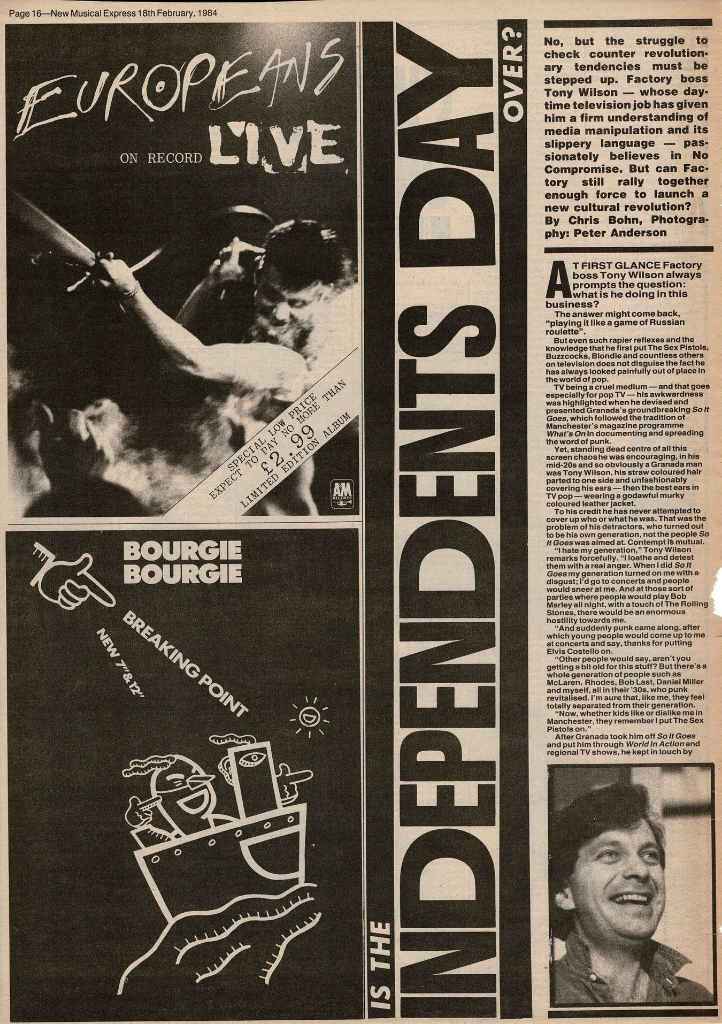 Page 16—New Musical Express 18th February, 1984
EUROPEANS
ON RECORD LIVE
SPECIAL LOW PRICE
EXPECT TO PAY NO MORE THAN
£2.99
LIMITED EDITION ALBUM
A&M
RECORDS
BOURGIE
BOURGIE
BREAKING POINT
NEW 7"& 12"
IS THE
INDEPENDENTS DAY
OVER?
No, but the struggle to
check counter revolution-
ary tendencies must be
stepped up. Factory boss
Tony Wilson — whose day-
time television job has given
him a firm understanding of
media manipulation and its
slippery language — pas-
sionately believes in No
Compromise. But can Fac-
tory still rally together
enough force to launch a
new cultural revolution?
By Chris Bohn, Photogra-
phy: Peter Anderson
AT FIRST GLANCE Factory
boss Tony Wilson always
prompts the question:
what is he doing in this
business?
The answer might come back,
"playing it like a game of Russian
roulette".
But even such rapier reflexes and the
knowledge that he first put The Sex Pistols,
Buzzcocks, Blondie and countless others
on television does not disguise the fact he
has always looked painfully out of place in
the world of pop.
TV being a cruel medium — and that goes
especially for pop TV — his awkwardness
was highlighted when he devised and
presented Granada's groundbreaking So It
Goes, which followed the tradition of
Manchester's magazine programme
What's On in documenting and spreading
the word of punk.
Yet, standing dead centre of all this
screen chaos he was encouraging, in his
mid-20s and so obviously a Granada man
was Tony Wilson, his straw coloured hair
parted to one side and unfashionably
covering his ears — then the best ears in
TV pop — wearing a godawful murky
coloured leather jacket.
To his credit he has never attempted to
cover up who or what he was. That was the
problem of his detractors, who turned out
to be his own generation, not the people So
It Goes was aimed at. Contempt is mutual.
"I hate my generation," Tony Wilson
remarks forcefully. "I loathe and detest
them with a real anger. When I did So It
Goes my generation turned on me with a
disgust; I'd go to concerts and people
would sneer at me. And at those sort of
parties where people would play Bob
Marley all night, with a touch of The Rolling
Stones, there would be an enormous
hostility towards me.
"And suddenly punk came along, after
which young people would come up to me
at concerts and say, thanks for putting
Elvis Costello on.
"Other people would say, aren't you
getting a bit old for this stuff? But there's a
whole generation of people such as
McLaren, Rhodes, Bob Last, Daniel Miller
and myself, all in their '30s, who punk
revitalised. I'm sure that, like me, they feel
totally separated from their generation.
"Now, whether kids like or dislike me in
Manchester, they remember I put The Sex
Pistols on."
After Granada took him off So It Goes
and put him through World In Action and
regional TV shows, he kept in touch by